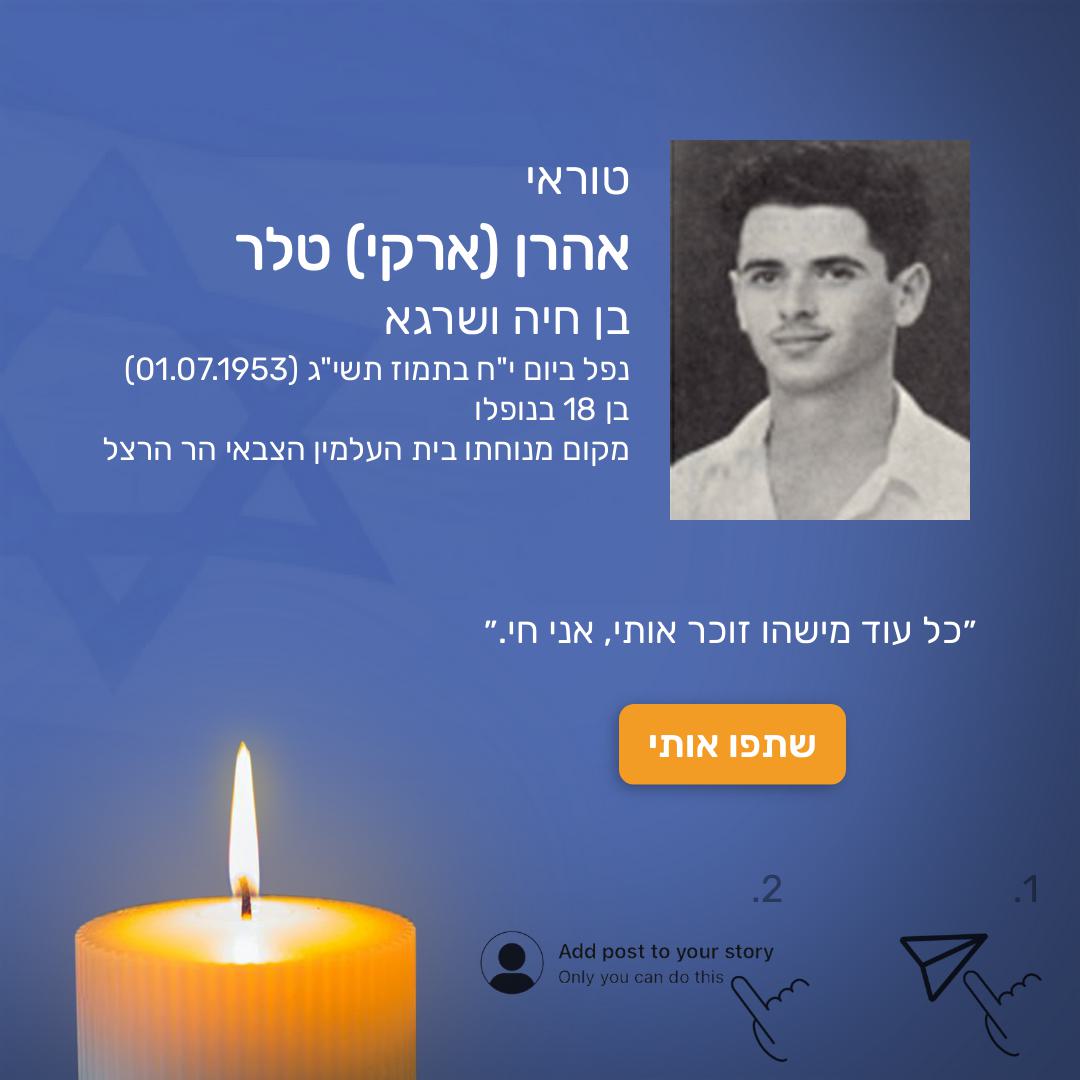 טוראי
אהרן (ארקי) טלר
בן חיה ושרגא
נפל ביום י"ח בתמוז תשי"ג (01.07.1953)
בן 18 בנופלו
מקום מנוחתו בית העלמין הצבאי הר הרצל
״כל עוד מישהו זוכר אותי, אני חי.״
שתפו אותי
.1
.2
Add post to your story
Only you can do this